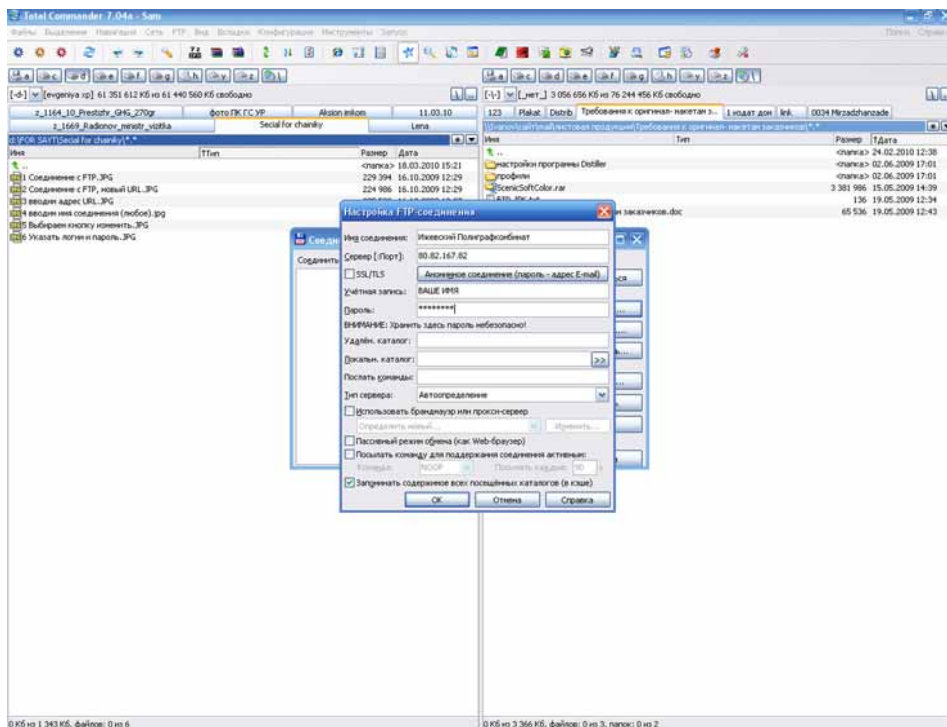 Total Commander 7.04a - Sam
Файлы Выделение Навигация Сеть FTP Вид Вкладки Конфигурация Инструменты Запуск
a c d e f g h y z \
[-d-] [evgeniya xp] 61 351 612 Кб из 61 440 560 Кб свободно
z_1164_10_Prestizhr_GHG_270gr фото ПК ГС УР Aksion inkom 11.03.10
z_1669_Radionov_ministr_vizitka Secial for chainiky Lena
d:\FOR SAYT\Secial for chainiky\*.*
Имя Тип Размер Дата
.. <папка> 18.03.2010 15:21
1 Соединение с FTP.JPG 229 394 16.10.2009 12:29
2 Соединение с FTP, новый URL.JPG 224 986 16.10.2009 12:29
3 вводим адрес URL.JPG
4 вводим имя соединения (любое).jpg
5 Выбираем кнопку изменить.JPG
6 Указать логин и пароль.JPG
0 Кб из 1 343 Кб, файлов: 0 из 6
a c d e f g h y z \
[-\-] [_нет_] 3 056 656 Кб из 76 244 456 Кб свободно
123 Plakat Distrib Требования к оригинал- макетам з... 1 издат дом link, 0034 Mirzadzhanzade
Имя Тип Размер Дата
.. <папка> 24.02.2010 12:38
настройки программы Distiller <папка> 02.06.2009 17:01
профили <папка> 02.06.2009 17:01
ScenicSoftColor.rar 3 381 986 15.05.2009 14:39
136 19.05.2009 12:34
заказчиков.doc 65 536 19.05.2009 12:43
0 Кб из 3 366 Кб, файлов: 0 из 3, папок: 0 из 2
Настройка FTP-соединения
Имя соединения: Ижевский Полиграфкомбинат
Сервер [:Порт]: 80.82.167.82
SSL/TLS Анонимное соединение (пароль - адрес E-mail)
Учётная запись: ВАШЕ ИМЯ
Пароль: ********
ВНИМАНИЕ: Хранить здесь пароль небезопасно!
Удалён. каталог:
Локальн. каталог: >>
Послать команды:
Тип сервера: Автоопределение
Использовать брандмауэр или прокси-сервер
Определить новый... Изменить...
Пассивный режим обмена (как Web-браузер)
Посылать команду для поддержания соединения активным:
Команда: NOOP Посылать каждые: 90 с
Запоминать содержимое всех посещённых каталогов (в кэше)
OK Отмена Справка